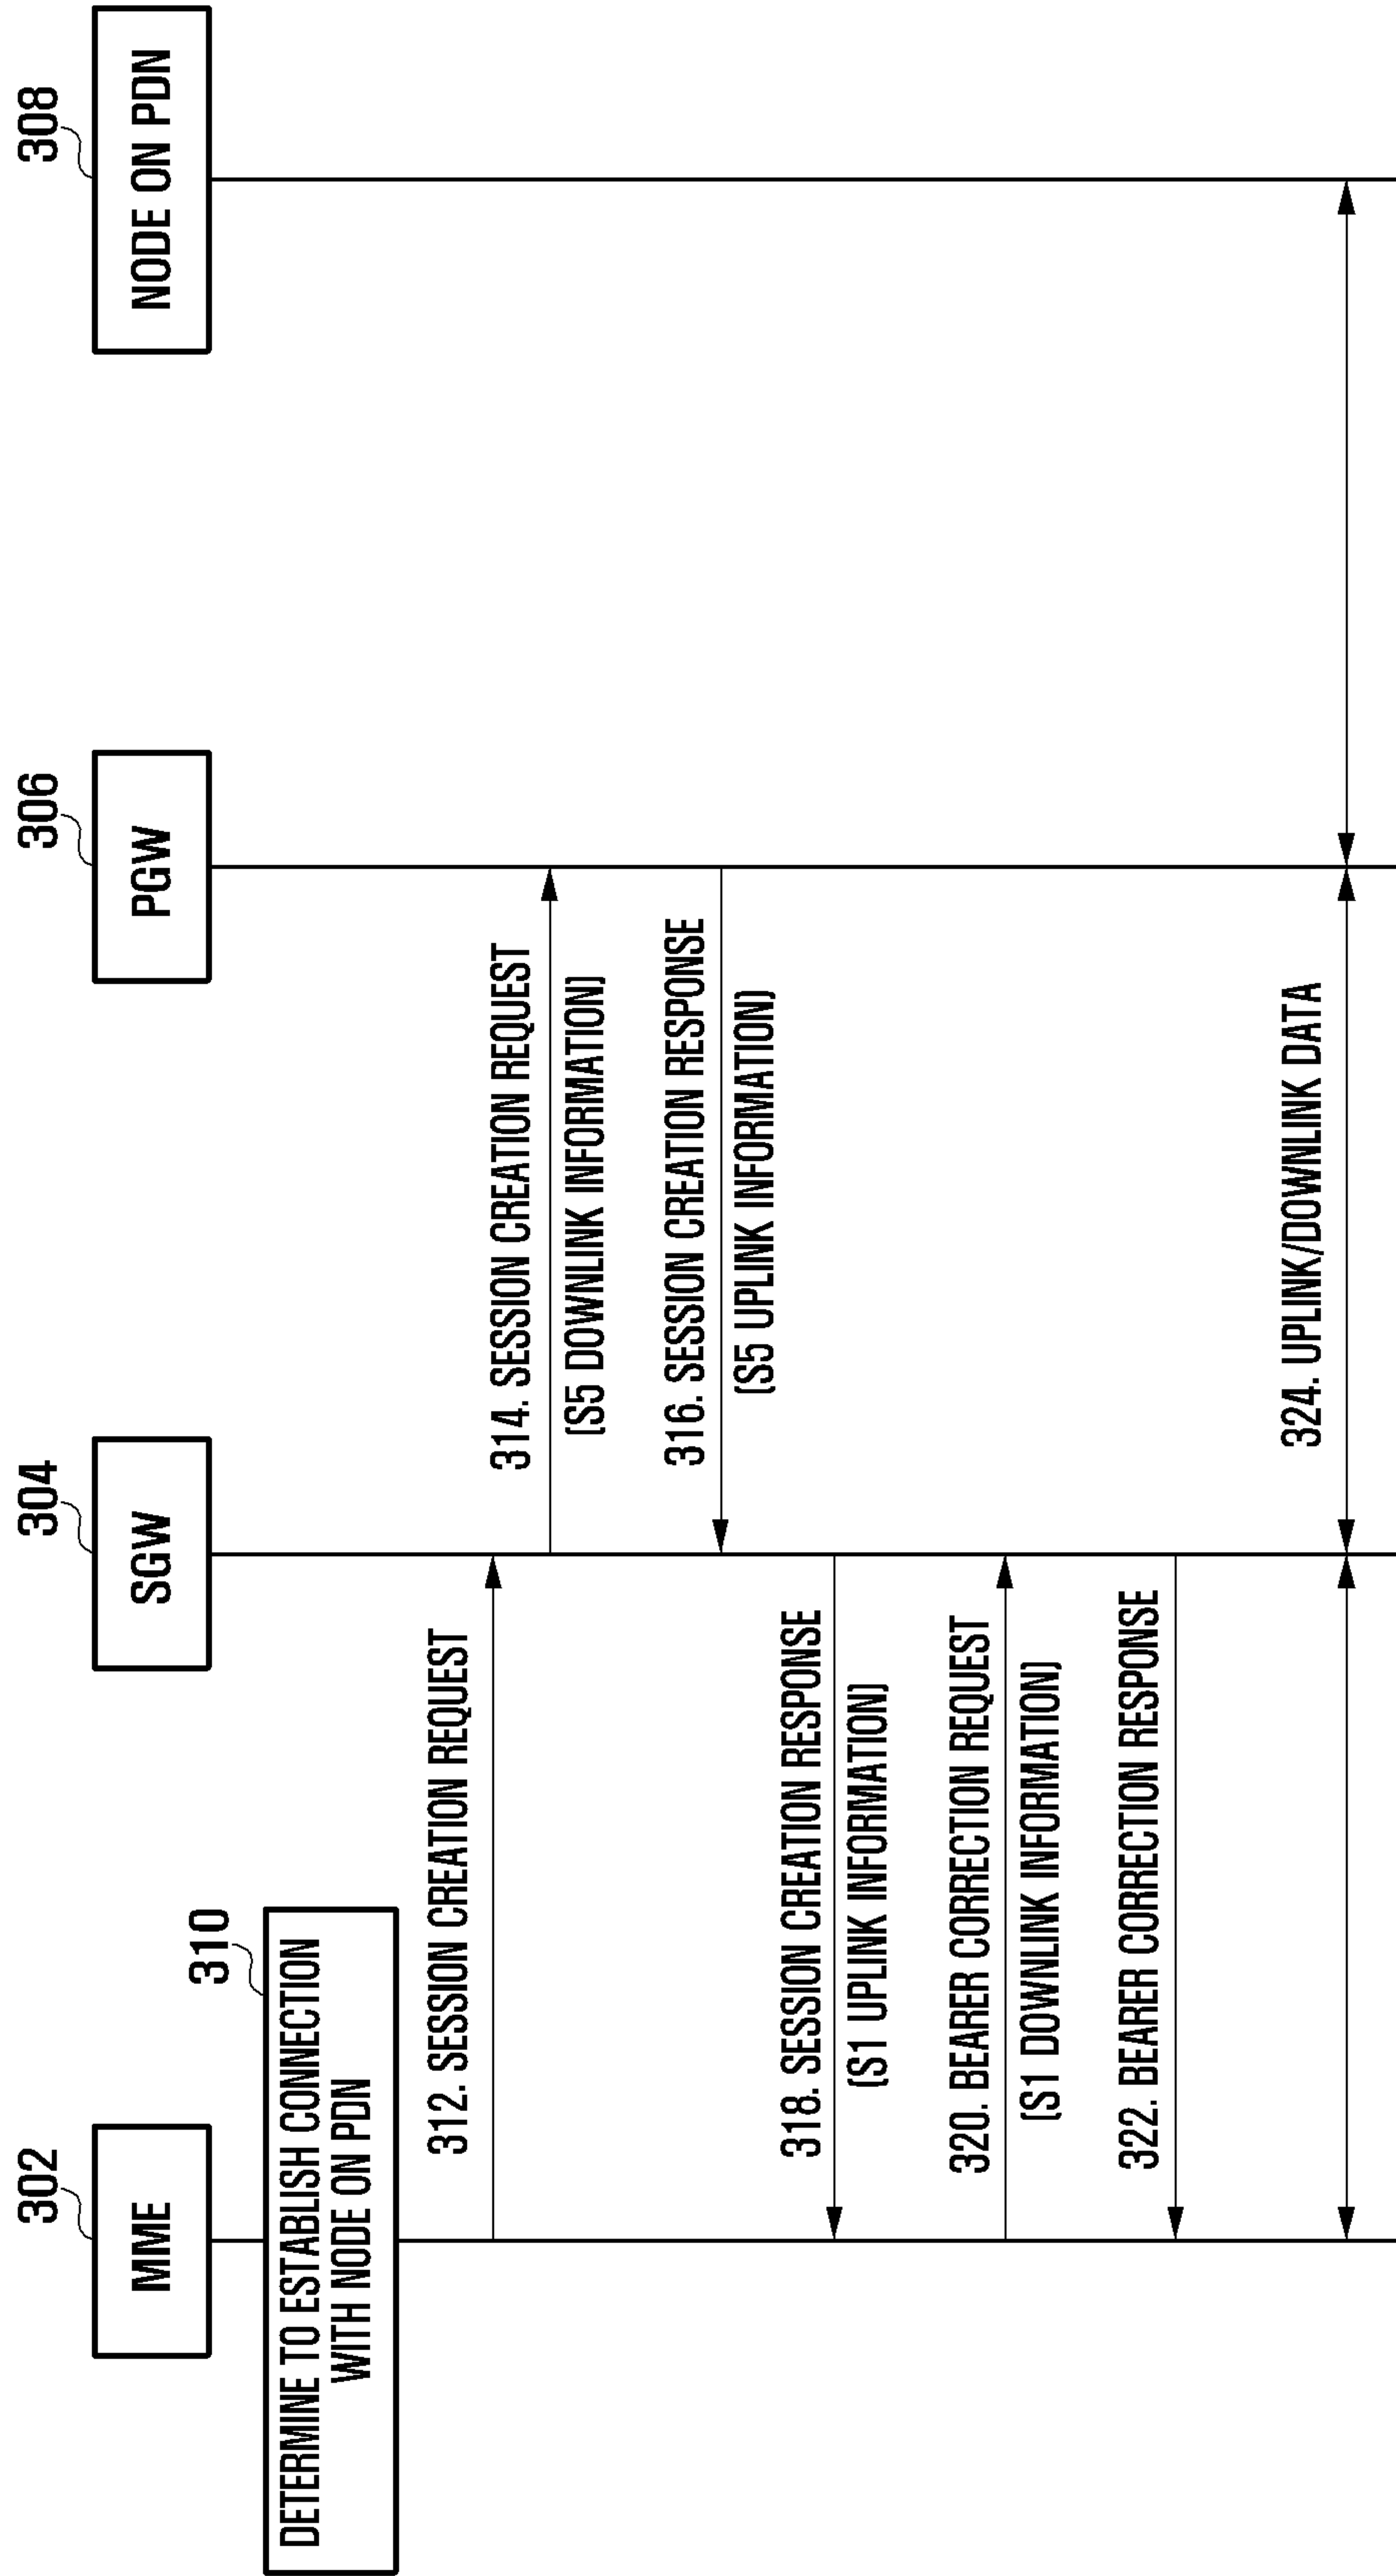 302
304
306
308
MME
SGW
PGW
NODE ON PDN
310
DETERMINE TO ESTABLISH CONNECTION
WITH NODE ON PDN
312. SESSION CREATION REQUEST
314. SESSION CREATION REQUEST
(S5 DOWNLINK INFORMATION)
316. SESSION CREATION RESPONSE
(S5 UPLINK INFORMATION)
318. SESSION CREATION RESPONSE
(S1 UPLINK INFORMATION)
320. BEARER CORRECTION REQUEST
(S1 DOWNLINK INFORMATION)
322. BEARER CORRECTION RESPONSE
324. UPLINK/DOWNLINK DATA